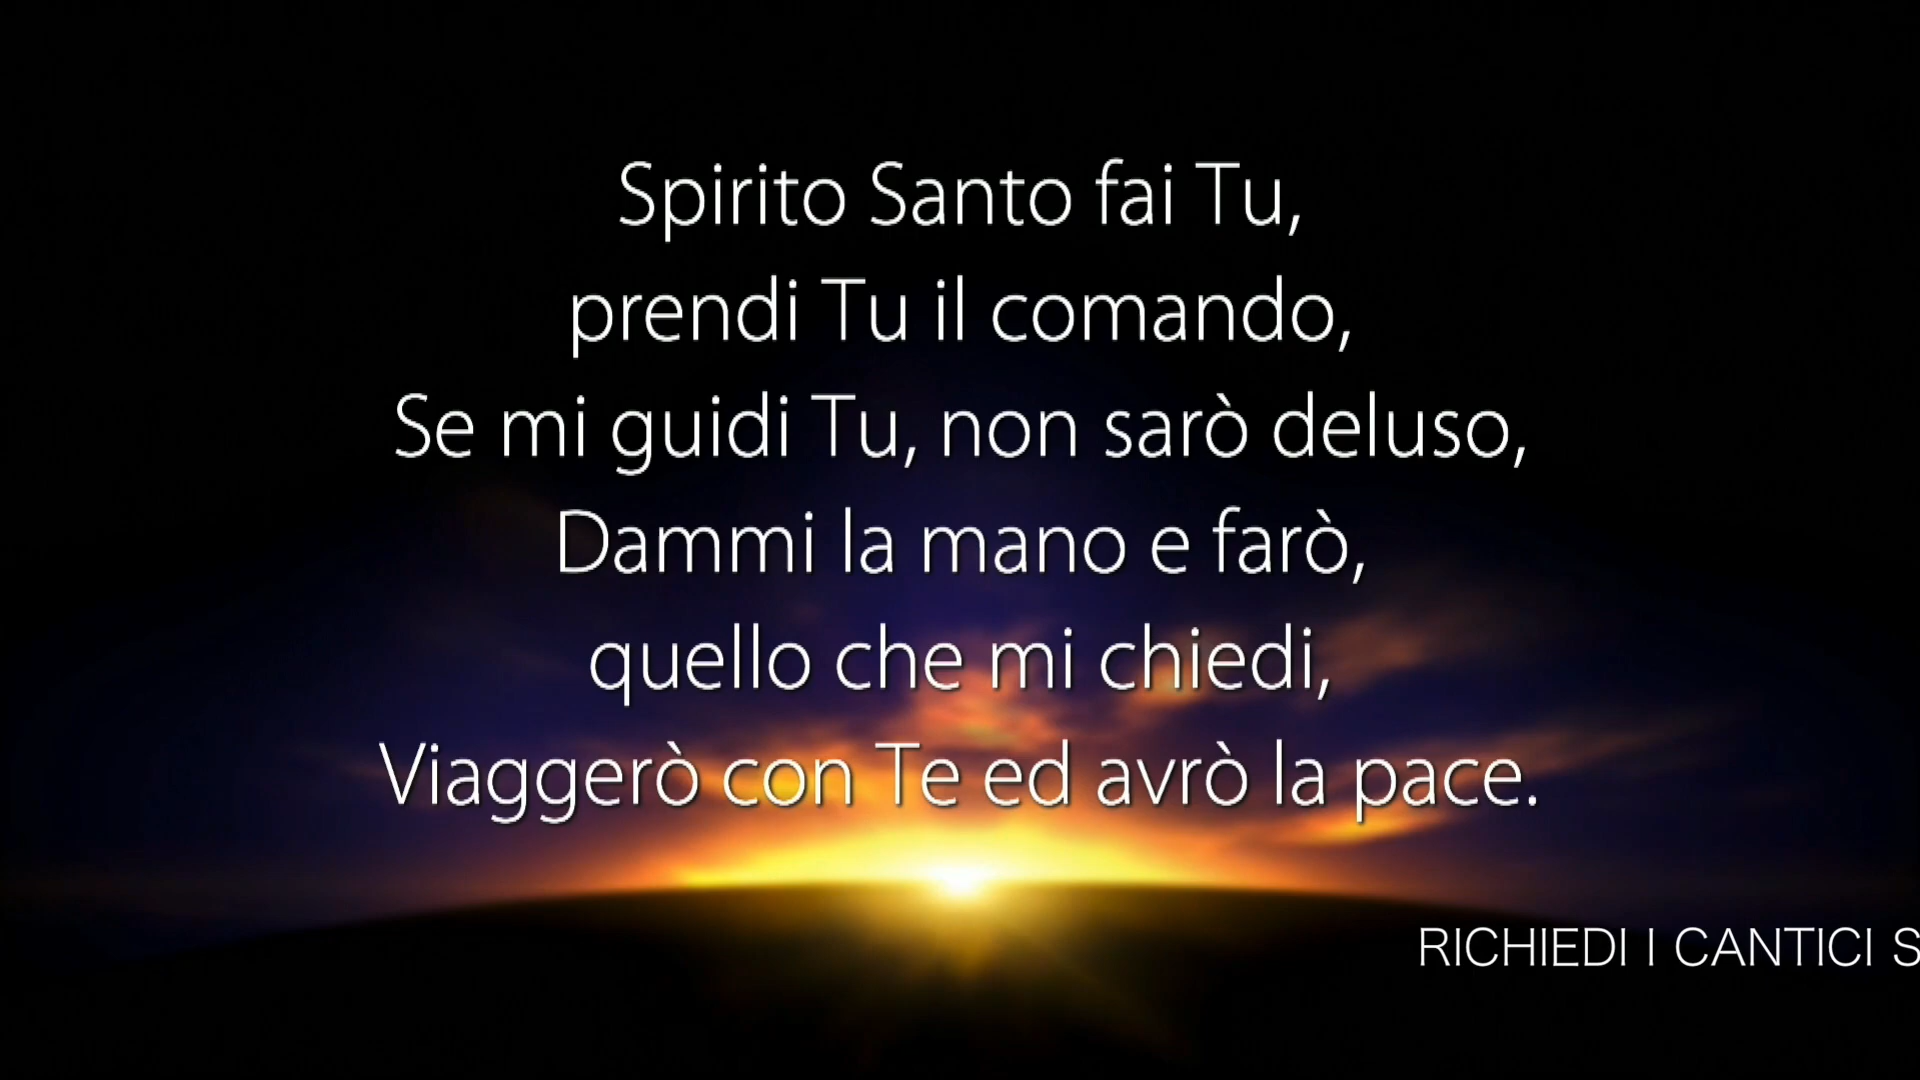 Spirito Santo fai Tu,
prendi Tu il comando,
Se mi guidi Tu, non sarò deluso,
Dammi la mano e farò,
quello che mi chiedi,
Viaggerò con Te ed avrò la pace.
RICHIEDI I CANTICI S